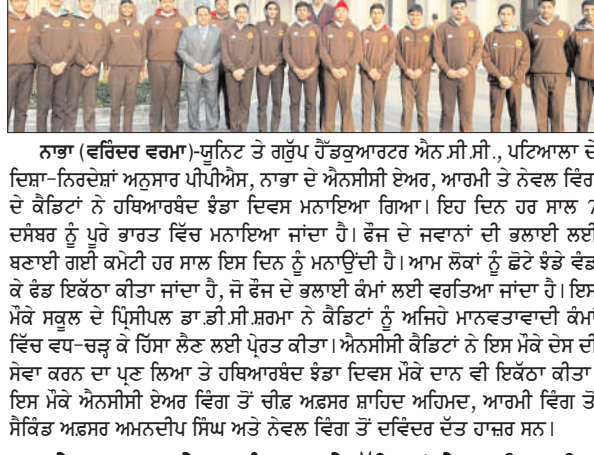 ਨਾਭਾ (ਵਰਿੰਦਰ ਵਰਮਾ)-ਯੂਨਿਟ ਤੇ ਗਰੁੱਪ ਹੈੱਡਕੁਆਰਟਰ ਐਨ.ਸੀ.ਸੀ., ਪਟਿਆਲਾ ਦੇ
ਦਿਸ਼ਾ-ਨਿਰਦੇਸ਼ਾਂ ਅਨੁਸਾਰ ਪੀਪੀਐਸ, ਨਾਭਾ ਦੇ ਐਨਸੀਸੀ ਏਅਰ, ਆਰਮੀ ਤੇ ਨੇਵਲ ਵਿੰਗ
ਦੇ ਕੈਡਿਟਾਂ ਨੇ ਹਥਿਆਰਬੰਦ ਝੰਡਾ ਦਿਵਸ ਮਨਾਇਆ ਗਿਆ। ਇਹ ਦਿਨ ਹਰ ਸਾਲ 7
ਦਸੰਬਰ ਨੂੰ ਪੂਰੇ ਭਾਰਤ ਵਿੱਚ ਮਨਾਇਆ ਜਾਂਦਾ ਹੈ। ਫੌਜ ਦੇ ਜਵਾਨਾਂ ਦੀ ਭਲਾਈ ਲਈ
ਬਣਾਈ ਗਈ ਕਮੇਟੀ ਹਰ ਸਾਲ ਇਸ ਦਿਨ ਨੂੰ ਮਨਾਉਂਦੀ ਹੈ। ਆਮ ਲੋਕਾਂ ਨੂੰ ਛੋਟੇ ਝੰਡੇ ਵੰਡ
ਕੇ ਫੰਡ ਇਕੱਠਾ ਕੀਤਾ ਜਾਂਦਾ ਹੈ, ਜੋ ਫੌਜ ਦੇ ਭਲਾਈ ਕੰਮਾਂ ਲਈ ਵਰਤਿਆ ਜਾਂਦਾ ਹੈ। ਇਸ
ਮੌਕੇ ਸਕੂਲ ਦੇ ਪ੍ਰਿੰਸੀਪਲ ਡਾ.ਡੀ.ਸੀ.ਸ਼ਰਮਾ ਨੇ ਕੈਡਿਟਾਂ ਨੂੰ ਅਜਿਹੇ ਮਾਨਵਤਾਵਾਦੀ ਕੰਮਾਂ
ਵਿੱਚ ਵਧ-ਚੜ੍ਹ ਕੇ ਹਿੱਸਾ ਲੈਣ ਲਈ ਪ੍ਰੇਰਤ ਕੀਤਾ। ਐਨਸੀਸੀ ਕੈਡਿਟਾਂ ਨੇ ਇਸ ਮੌਕੇ ਦੇਸ ਦੀ
ਸੇਵਾ ਕਰਨ ਦਾ ਪ੍ਰਣ ਲਿਆ ਤੇ ਹਥਿਆਰਬੰਦ ਝੰਡਾ ਦਿਵਸ ਮੌਕੇ ਦਾਨ ਵੀ ਇਕੱਠਾ ਕੀਤਾ
ਇਸ ਮੌਕੇ ਐਨਸੀਸੀ ਏਅਰ ਵਿੰਗ ਤੋਂ ਚੀਫ਼ ਅਫ਼ਸਰ ਸ਼ਾਹਿਦ ਅਹਿਮਦ, ਆਰਮੀ ਵਿੰਗ ਤੋਂ
ਸੈਕਿੰਡ ਅਫ਼ਸਰ ਅਮਨਦੀਪ ਸਿੰਘ ਅਤੇ ਨੇਵਲ ਵਿੰਗ ਤੋਂ ਦਵਿੰਦਰ ਦੱਤ ਹਾਜ਼ਰ ਸਨ।